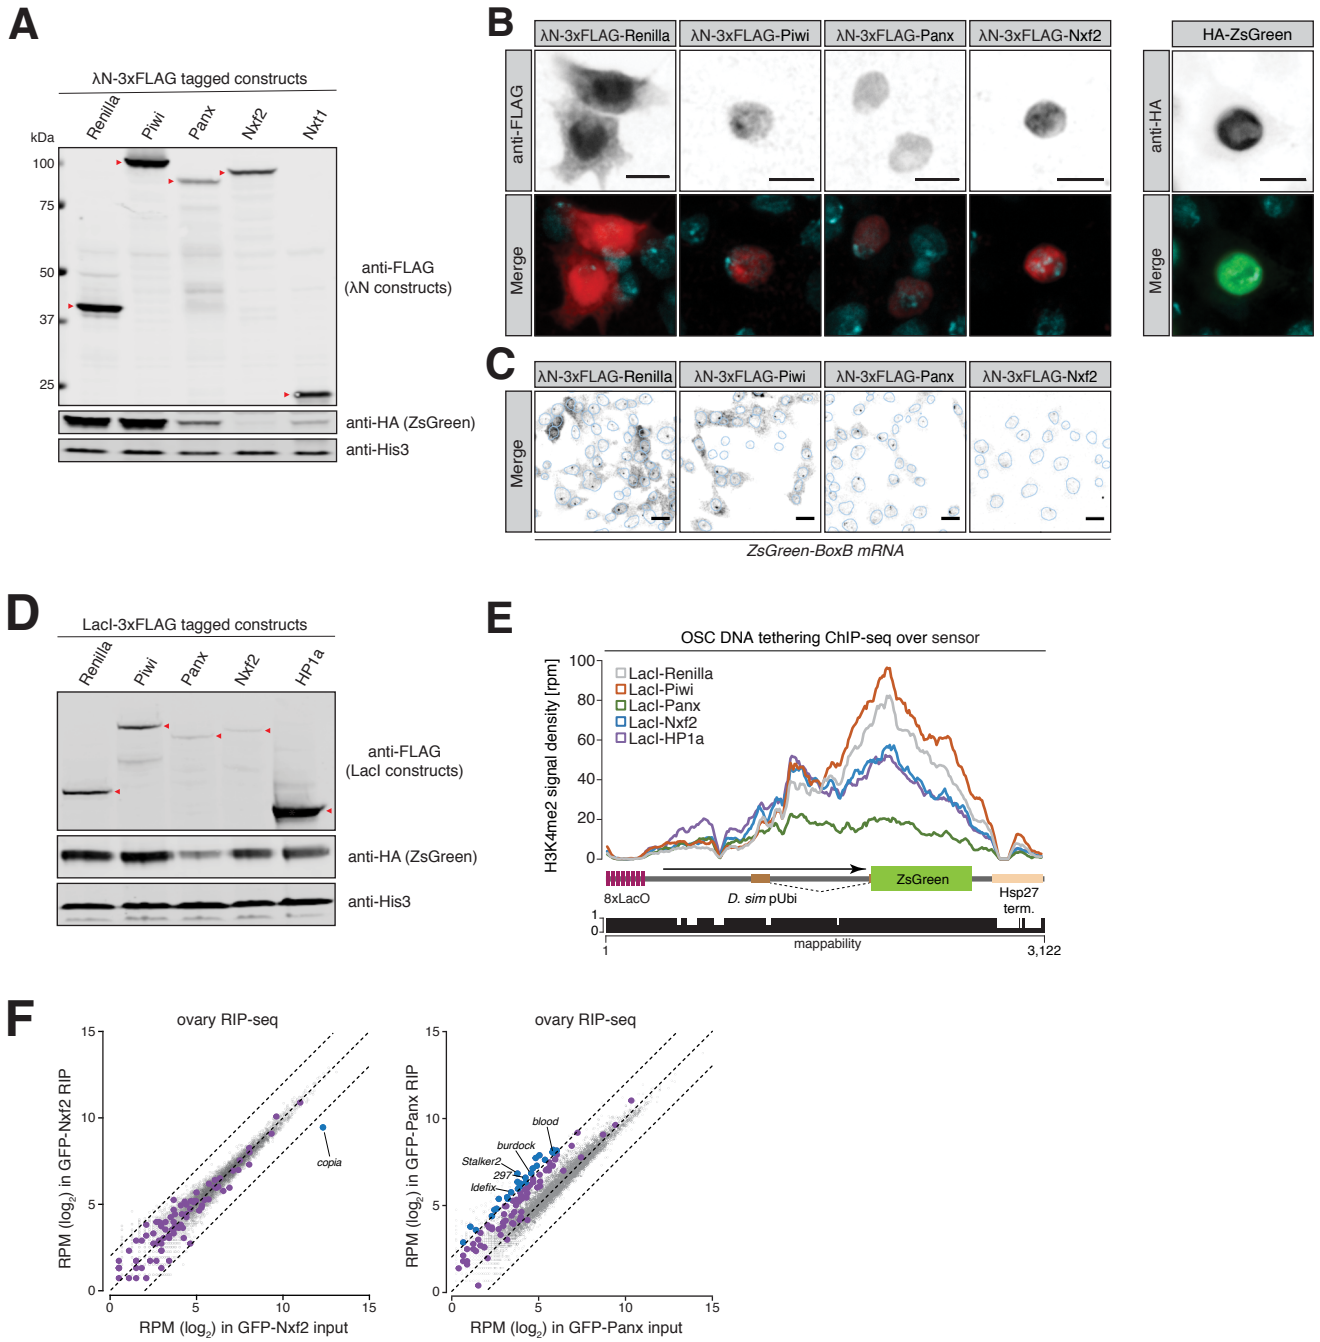 A
λN-3xFLAG tagged constructs
Renilla
Piwi
Panx
Nxf2
Nxt1
kDa
100
75
50
37
25
anti-FLAG
(λN constructs)
anti-HA (ZsGreen)
anti-His3
B
λN-3xFLAG-Renilla
λN-3xFLAG-Piwi
λN-3xFLAG-Panx
λN-3xFLAG-Nxf2
HA-ZsGreen
anti-FLAG
anti-HA
Merge
Merge
C
λN-3xFLAG-Renilla
λN-3xFLAG-Piwi
λN-3xFLAG-Panx
λN-3xFLAG-Nxf2
Merge
ZsGreen-BoxB mRNA
D
LacI-3xFLAG tagged constructs
Renilla
Piwi
Panx
Nxf2
HP1a
anti-FLAG
(LacI constructs)
anti-HA (ZsGreen)
anti-His3
E
OSC DNA tethering ChIP-seq over sensor
H3K4me2 signal density [rpm]
100
80
60
40
20
0
LacI-Renilla
LacI-Piwi
LacI-Panx
LacI-Nxf2
LacI-HP1a
8xLacO
D. sim pUbi
ZsGreen
Hsp27
term.
1
0
mappability
1
3,122
F
ovary RIP-seq
RPM (log2) in GFP-Nxf2 RIP
15
10
5
0
copia
0
5
10
15
RPM (log2) in GFP-Nxf2 input
ovary RIP-seq
RPM (log2) in GFP-Panx RIP
15
10
5
0
blood
burdock
Stalker2
297
Idefix
0
5
10
15
RPM (log2) in GFP-Panx input